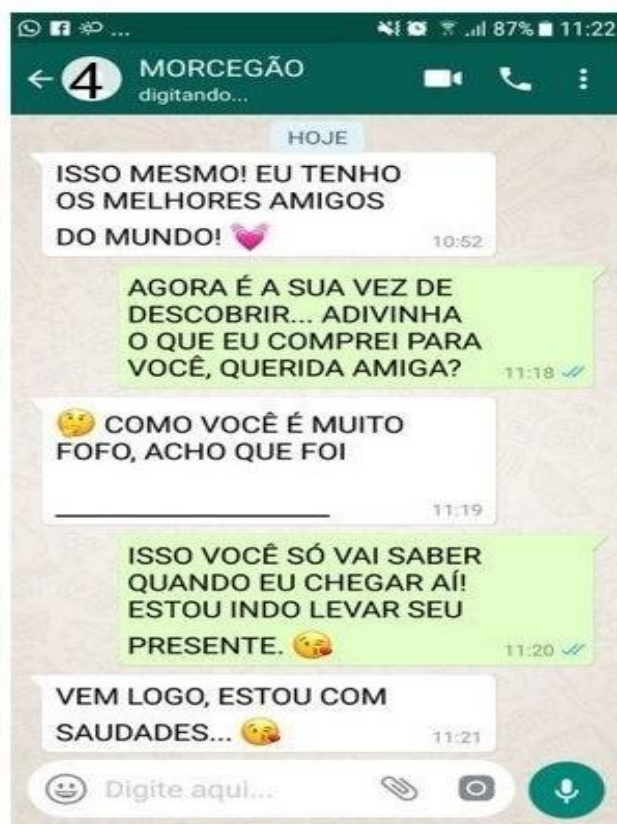 ... 87% 11:22
4 MORCEGÃO
digitando...
HOJE
ISSO MESMO! EU TENHO
OS MELHORES AMIGOS
DO MUNDO! 💓 10:52
AGORA É A SUA VEZ DE
DESCOBRIR... ADIVINHA
O QUE EU COMPREI PARA
VOCÊ, QUERIDA AMIGA? 11:18
🤔 COMO VOCÊ É MUITO
FOFO, ACHO QUE FOI
____________________ 11:19
ISSO VOCÊ SÓ VAI SABER
QUANDO EU CHEGAR AÍ!
ESTOU INDO LEVAR SEU
PRESENTE. 😘 11:20
VEM LOGO, ESTOU COM
SAUDADES... 😘 11:21
Digite aqui...